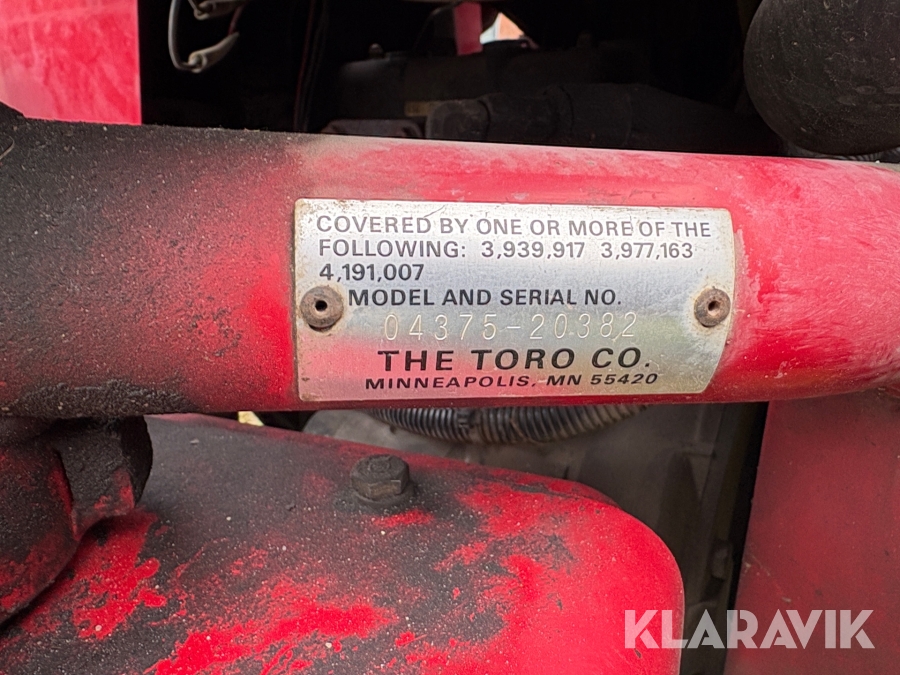 COVERED BY ONE OR MORE OF THE
FOLLOWING: 3,939,917 3,977,163
4,191,007
MODEL AND SERIAL NO.
04375-20382
THE TORO CO.
MINNEAPOLIS, MN 55420
KLARAVIK